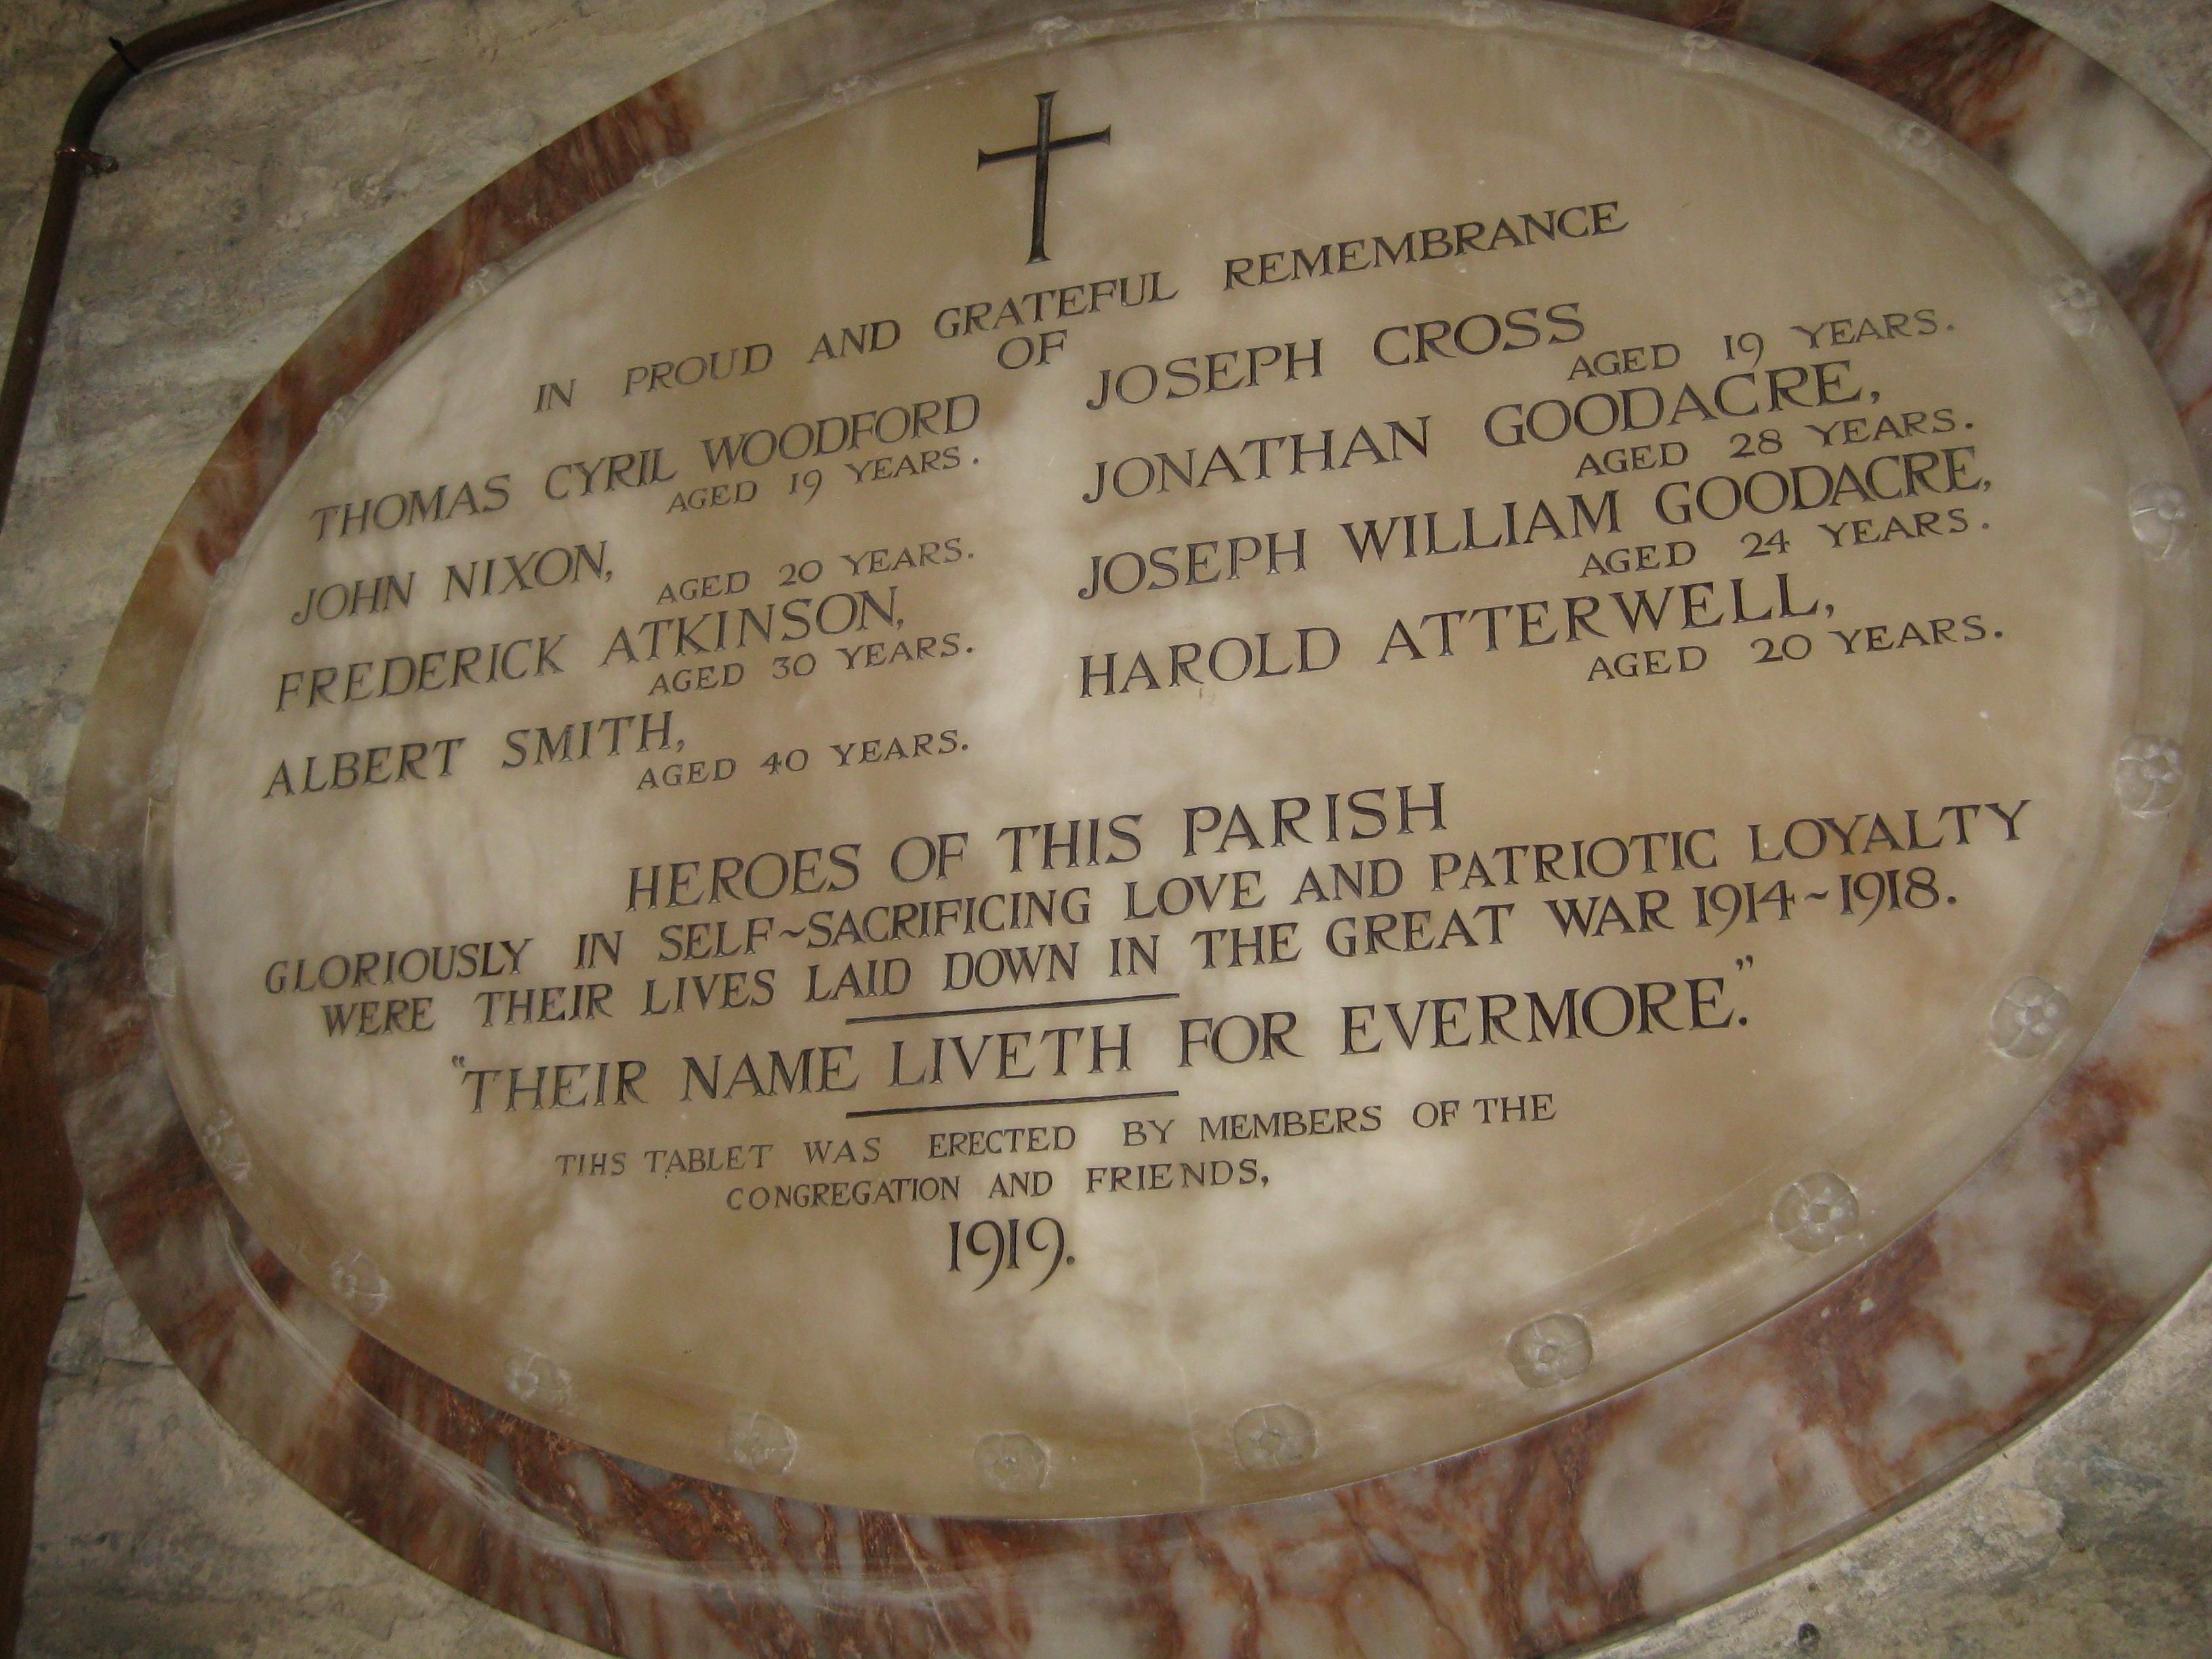 IN PROUD AND GRATEFUL REMEMBRANCE
OF
THOMAS CYRIL WOODFORD
AGED 19 YEARS.
JOHN NIXON,
AGED 20 YEARS.
FREDERICK ATKINSON,
AGED 30 YEARS.
ALBERT SMITH,
AGED 40 YEARS.
JOSEPH CROSS
AGED 19 YEARS.
JONATHAN GOODACRE,
AGED 28 YEARS.
JOSEPH WILLIAM GOODACRE,
AGED 24 YEARS.
HAROLD ATTERWELL,
AGED 20 YEARS.
HEROES OF THIS PARISH
GLORIOUSLY IN SELF~SACRIFICING LOVE AND PATRIOTIC LOYALTY
WERE THEIR LIVES LAID DOWN IN THE GREAT WAR 1914~1918.
“THEIR NAME LIVETH FOR EVERMORE.”
TIHS TABLET WAS ERECTED BY MEMBERS OF THE
CONGREGATION AND FRIENDS,
1919.